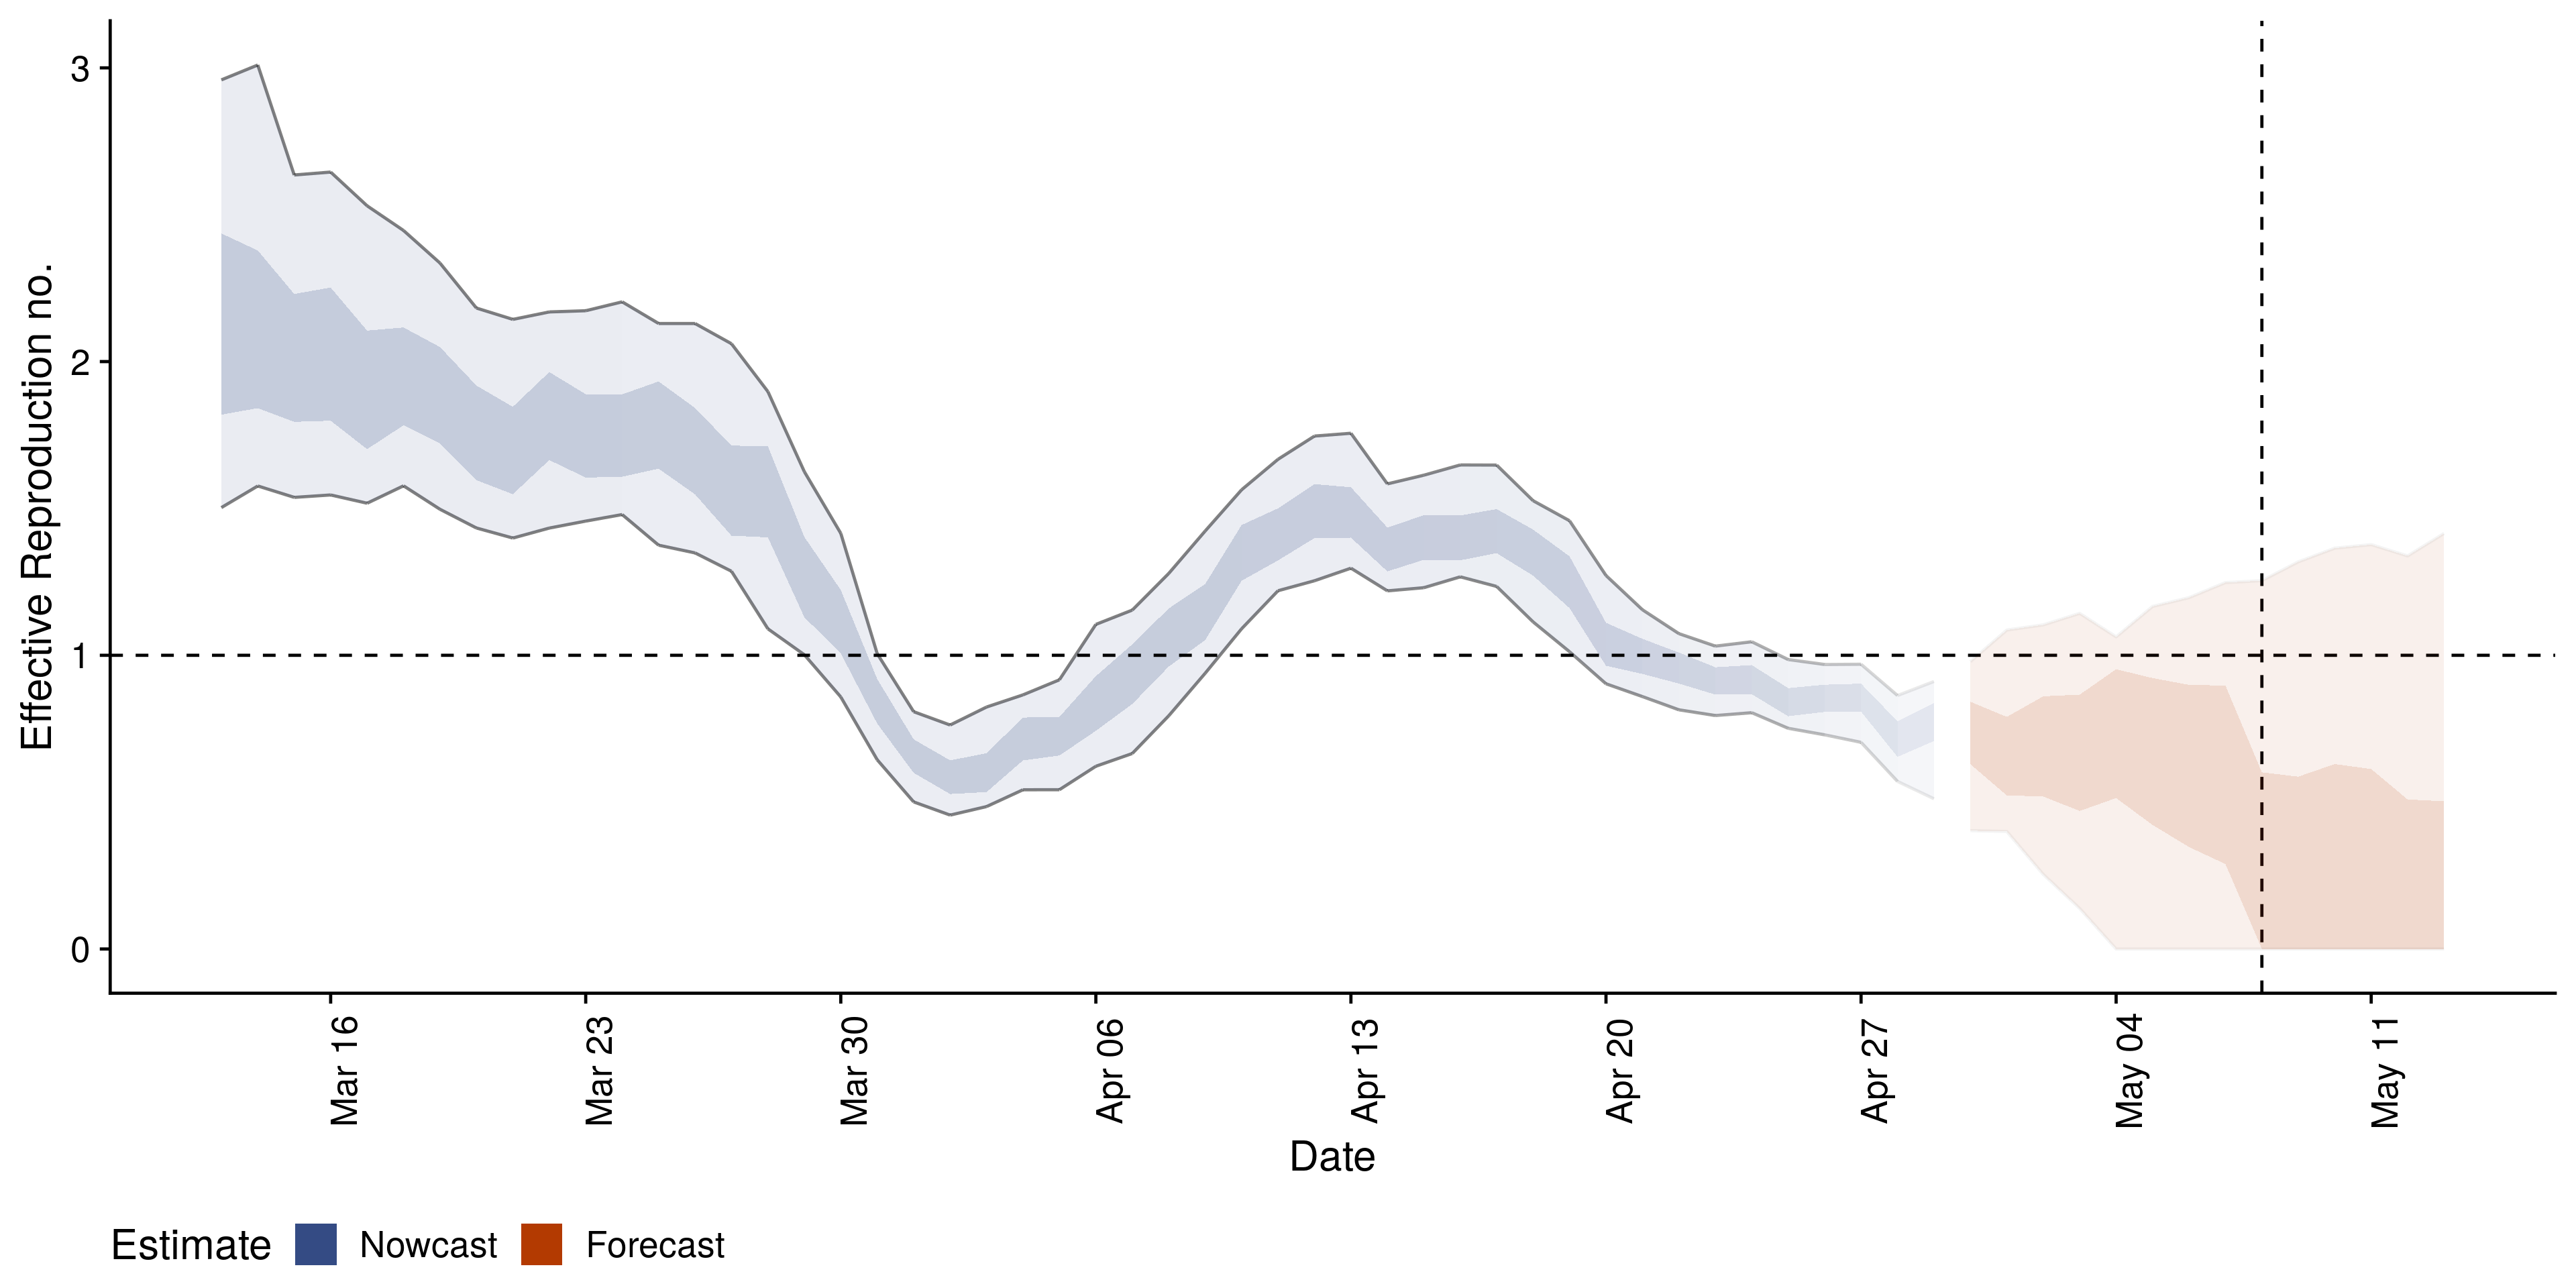 Effective Reproduction no.
3
2
1
0
Mar 16
Mar 23
Mar 30
Apr 06
Apr 13
Apr 20
Apr 27
May 04
May 11
Date
Estimate Nowcast Forecast